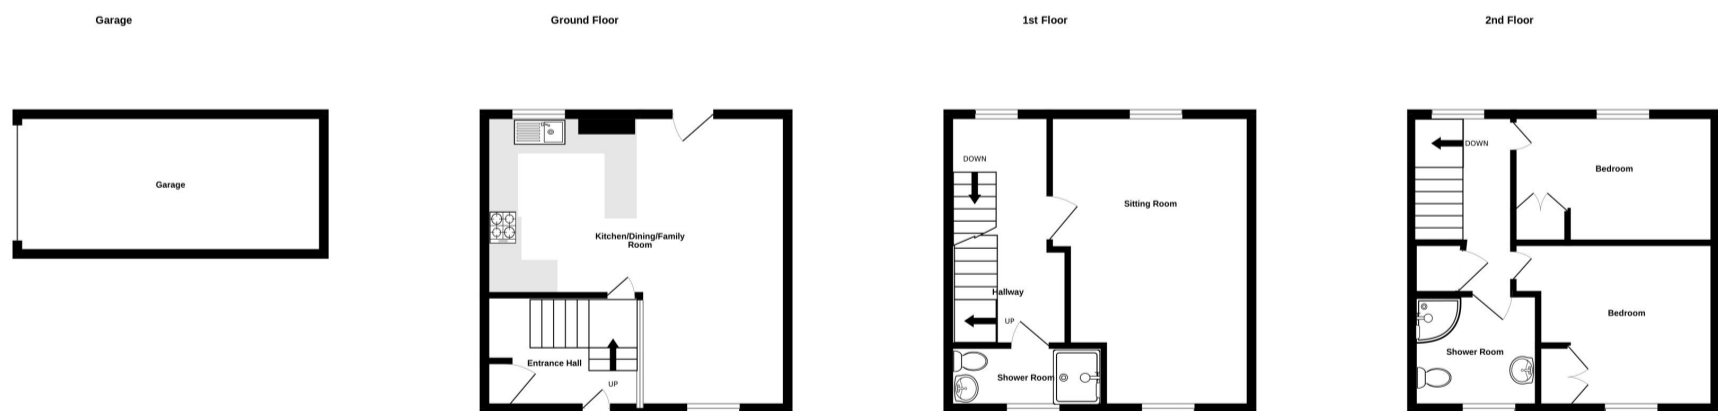 Garage
Ground Floor
1st Floor
2nd Floor
Garage
Kitchen/Dining/Family
Room
Entrance Hall
UP
DOWN
Sitting Room
Hallway
UP
Shower Room
DOWN
Bedroom
Bedroom
Shower Room